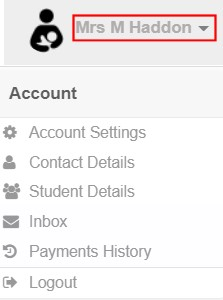 Mrs M Haddon
Account
Account Settings
Contact Details
Student Details
Inbox
Payments History
Logout